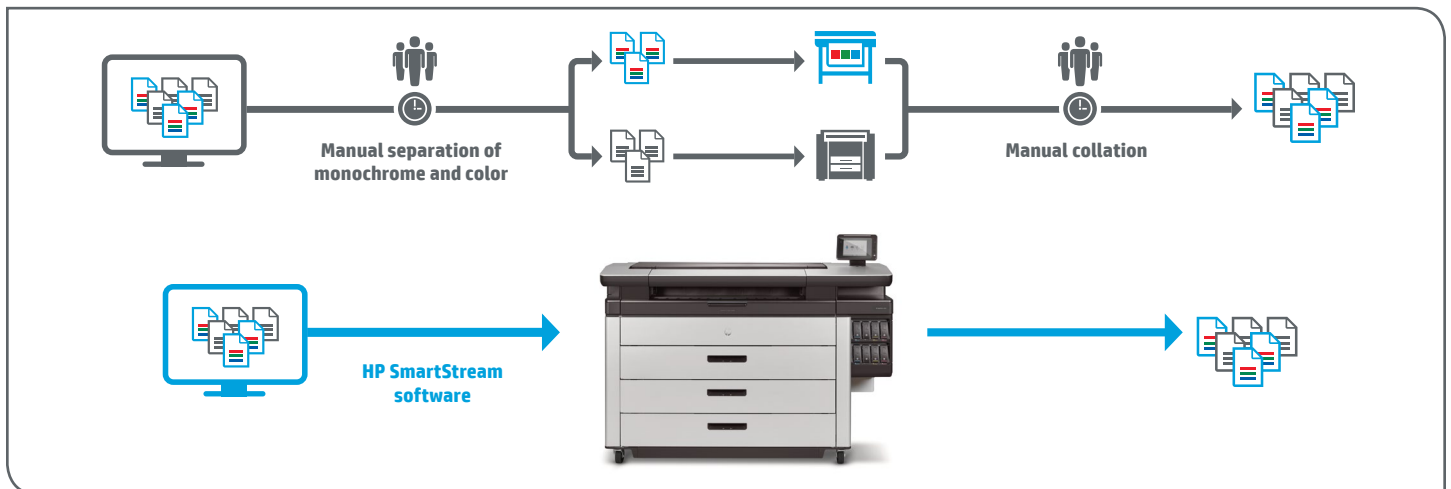 Manual separation of
monochrome and color
Manual collation
HP SmartStream
software